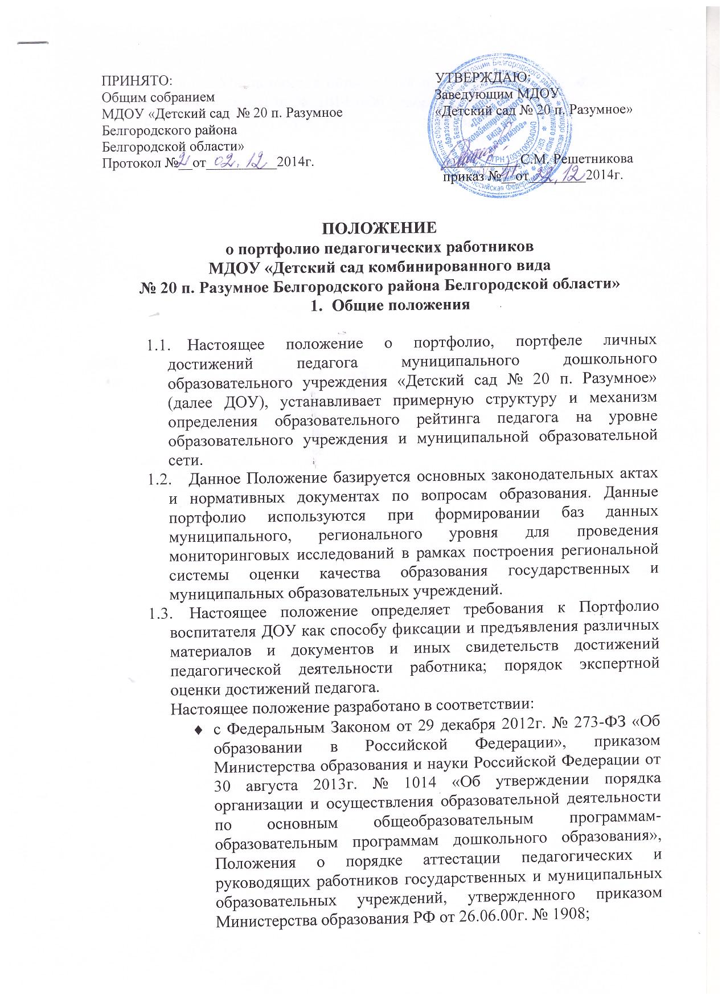 ПРИНЯТО:
Общим собранием
МДОУ «Детский сад № 20 п. Разумное
Белгородского района
Белгородской области»
Протокол №2 от 02.12 2014г.
УТВЕРЖДАЮ:
Заведующим МДОУ
«Детский сад № 20 п. Разумное»
С.М. Решетникова
приказ № от 22.12 2014г.
ПОЛОЖЕНИЕ
о портфолио педагогических работников
МДОУ «Детский сад комбинированного вида
№ 20 п. Разумное Белгородского района Белгородской области»
1. Общие положения
1.1. Настоящее положение о портфолио, портфеле личных
достижений педагога муниципального дошкольного
образовательного учреждения «Детский сад № 20 п. Разумное»
(далее ДОУ), устанавливает примерную структуру и механизм
определения образовательного рейтинга педагога на уровне
образовательного учреждения и муниципальной образовательной
сети.
1.2. Данное Положение базируется основных законодательных актах
и нормативных документах по вопросам образования. Данные
портфолио используются при формировании баз данных
муниципального, регионального уровня для проведения
мониторинговых исследований в рамках построения региональной
системы оценки качества образования государственных и
муниципальных образовательных учреждений.
1.3. Настоящее положение определяет требования к Портфолио
воспитателя ДОУ как способу фиксации и предъявления различных
материалов и документов и иных свидетельств достижений
педагогической деятельности работника; порядок экспертной
оценки достижений педагога.
Настоящее положение разработано в соответствии:
♦ с Федеральным Законом от 29 декабря 2012г. № 273-ФЗ «Об
образовании в Российской Федерации», приказом
Министерства образования и науки Российской Федерации от
30 августа 2013г. № 1014 «Об утверждении порядка
организации и осуществления образовательной деятельности
по основным общеобразовательным программам-
образовательным программам дошкольного образования»,
Положения о порядке аттестации педагогических и
руководящих работников государственных и муниципальных
образовательных учреждений, утвержденного приказом
Министерства образования РФ от 26.06.00г. № 1908;